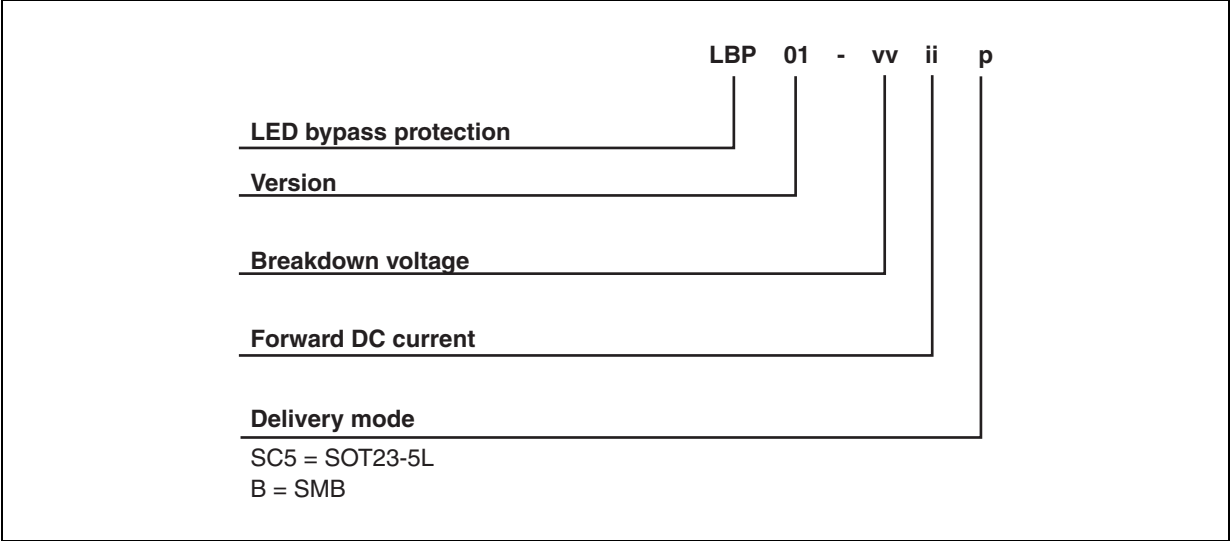 LBP 01 - vv ii p
LED bypass protection
Version
Breakdown voltage
Forward DC current
Delivery mode
SC5 = SOT23-5L
B = SMB